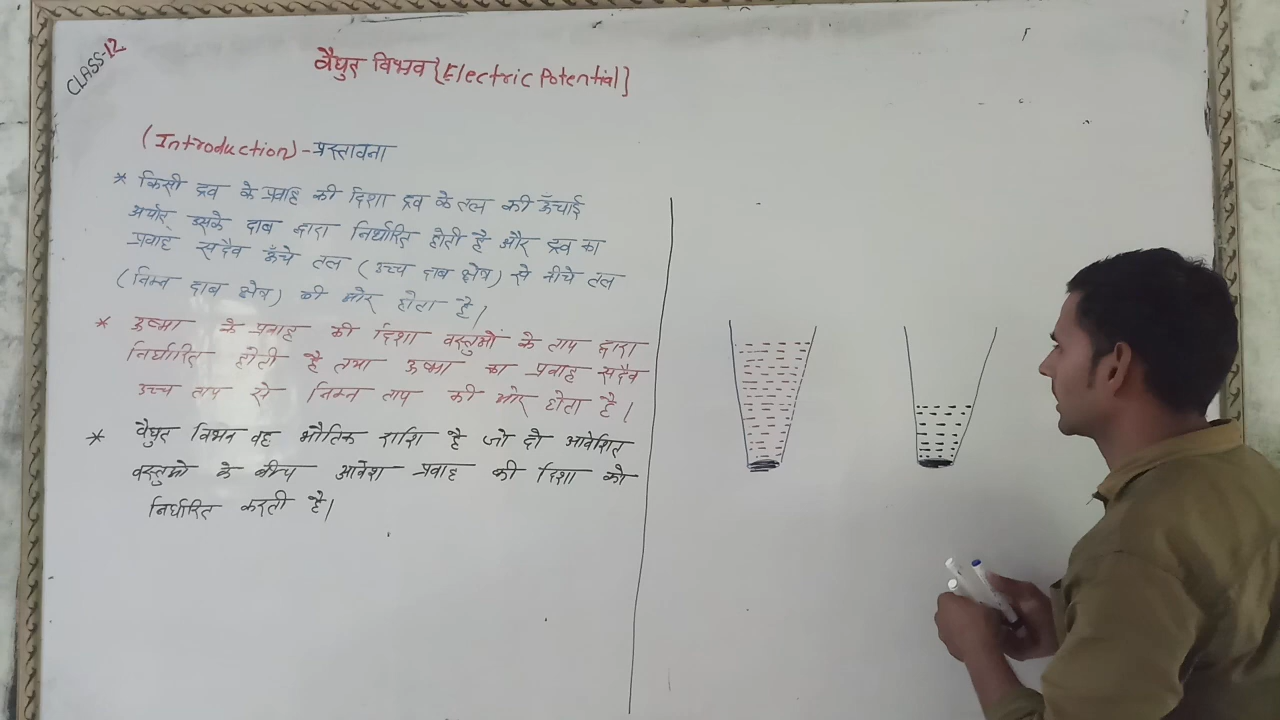 CLASS-12
वैधुत विभव {Electric Potential}
(Introduction) - प्रस्तावना
* किसी द्रव के प्रवाह की दिशा द्रव के तल की ऊँचाई
अर्थात् उसके दाब द्वारा निर्धारित होती है और द्रव का
प्रवाह सदैव ऊँचे तल (उच्च दाब क्षेत्र) से नीचे तल
(निम्न दाब क्षेत्र) की ओर होता है।
* ऊष्मा के प्रवाह की दिशा वस्तुओं के ताप द्वारा
निर्धारित होती है तथा ऊष्मा का प्रवाह सदैव
उच्च ताप से निम्न ताप की ओर होता है।
* वैधुत विभव वह भौतिक राशि है जो दो आवेशित
वस्तुओ के बीच आवेश प्रवाह की दिशा को
निर्धारित करती है।